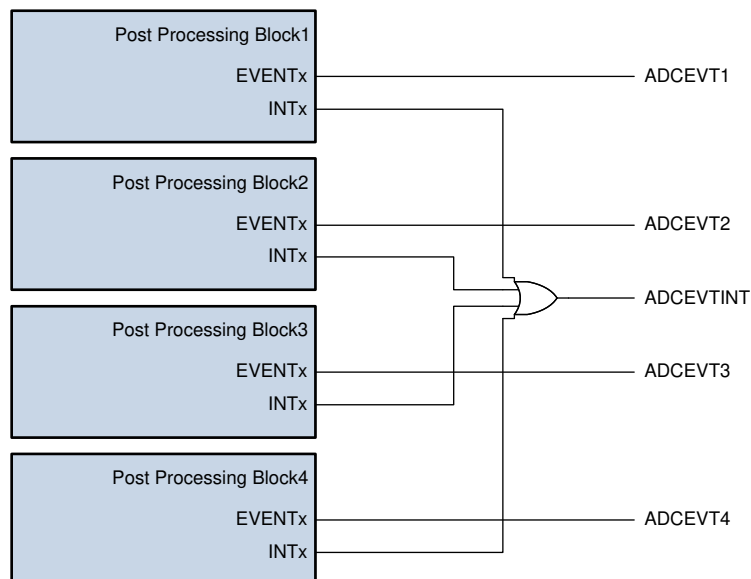 Post Processing Block1
EVENTx
ADCEVT1
INTx
Post Processing Block2
EVENTx
ADCEVT2
INTx
ADCEVTINT
Post Processing Block3
EVENTx
ADCEVT3
INTx
Post Processing Block4
EVENTx
ADCEVT4
INTx